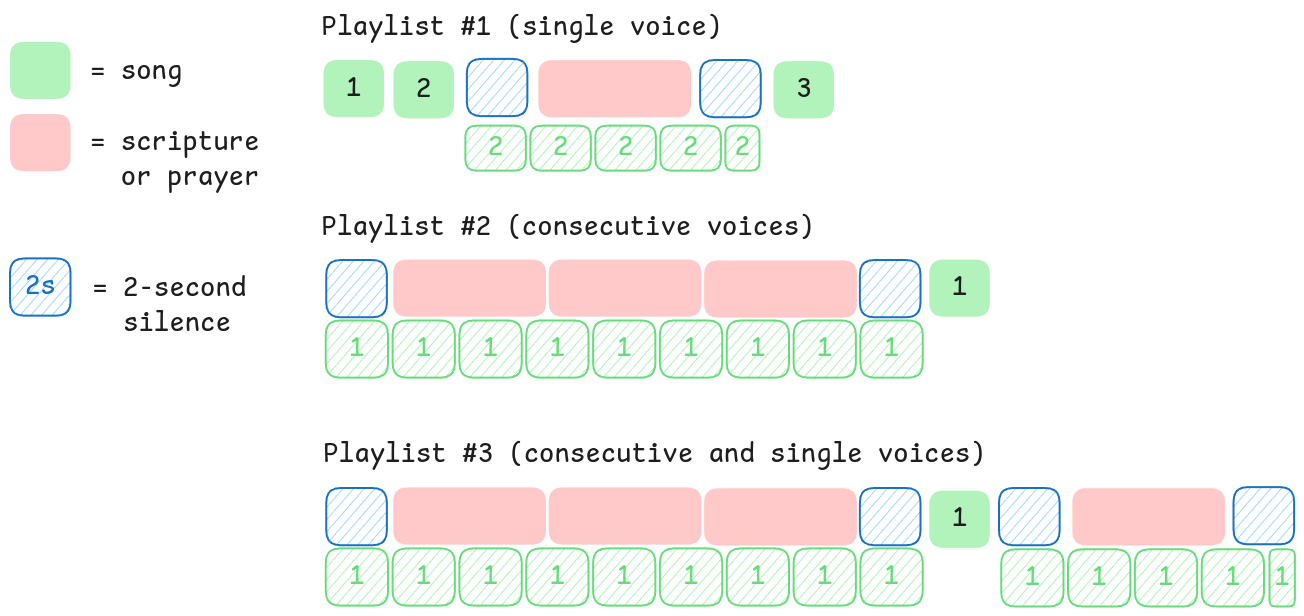 Playlist #1 (single voice)
= song
1 2 3
= scripture
or prayer
2 2 2 2 2
Playlist #2 (consecutive voices)
2s = 2-second
silence
1
1 1 1 1 1 1 1 1 1
Playlist #3 (consecutive and single voices)
1
1 1 1 1 1 1 1 1 1 1 1 1 1 1